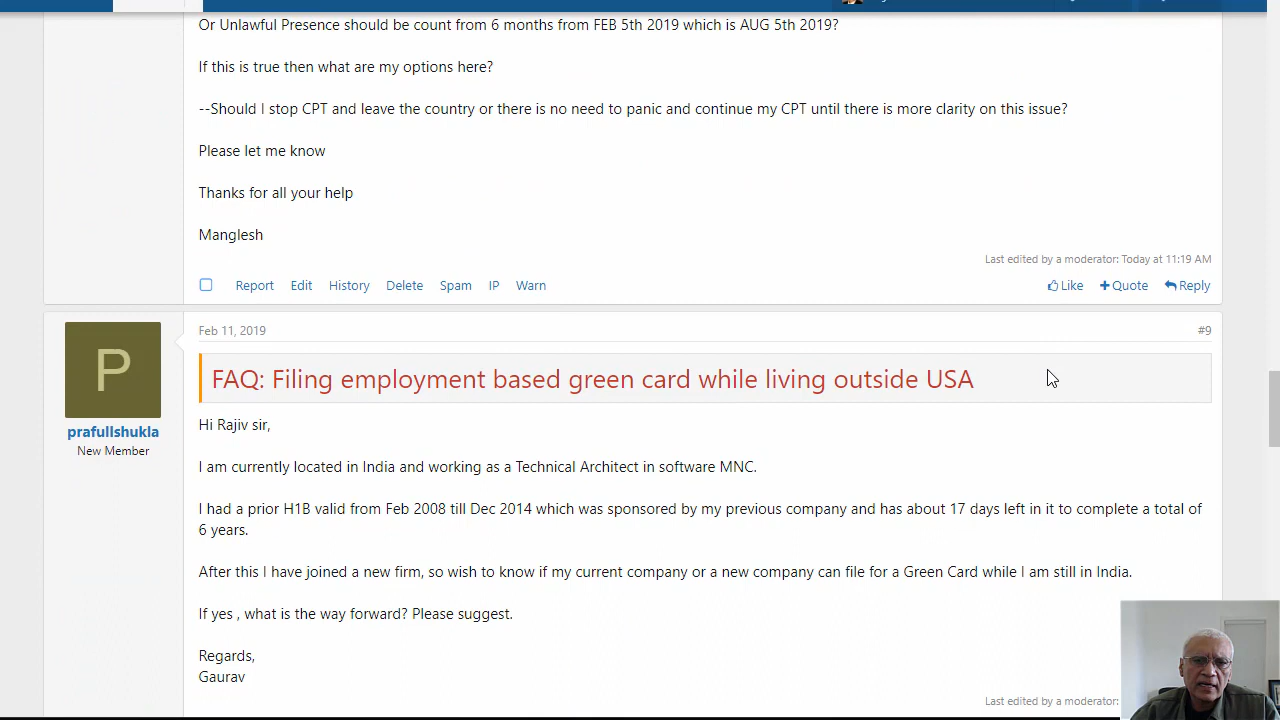 Or Unlawful Presence should be count from 6 months from FEB 5th 2019 which is AUG 5th 2019?
If this is true then what are my options here?
--Should I stop CPT and leave the country or there is no need to panic and continue my CPT until there is more clarity on this issue?
Please let me know
Thanks for all your help
Manglesh
Last edited by a moderator: Today at 11:19 AM
Report Edit History Delete Spam IP Warn
Like Quote Reply
Feb 11, 2019
#9
P
prafullshukla
New Member
FAQ: Filing employment based green card while living outside USA
Hi Rajiv sir,
I am currently located in India and working as a Technical Architect in software MNC.
I had a prior H1B valid from Feb 2008 till Dec 2014 which was sponsored by my previous company and has about 17 days left in it to complete a total of
6 years.
After this I have joined a new firm, so wish to know if my current company or a new company can file for a Green Card while I am still in India.
If yes , what is the way forward? Please suggest.
Regards,
Gaurav
Last edited by a moderator: